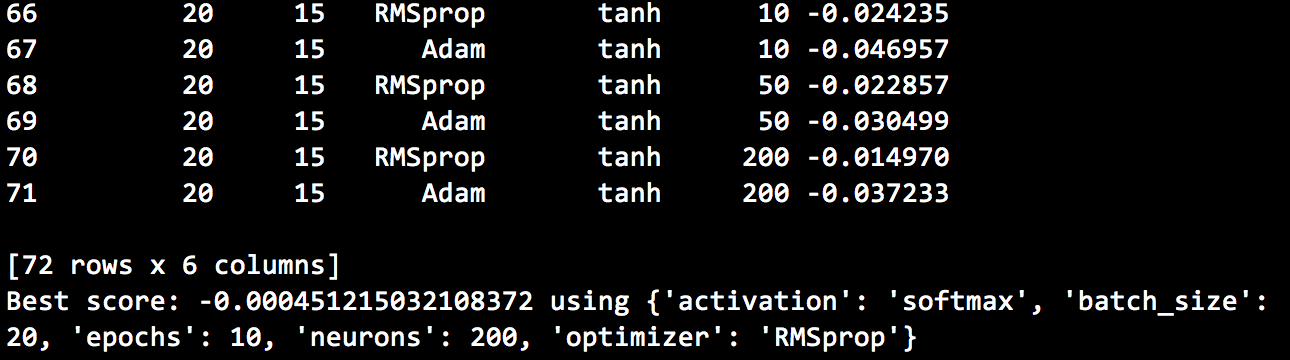 66 20 15 RMSprop tanh 10 -0.024235
67 20 15 Adam tanh 10 -0.046957
68 20 15 RMSprop tanh 50 -0.022857
69 20 15 Adam tanh 50 -0.030499
70 20 15 RMSprop tanh 200 -0.014970
71 20 15 Adam tanh 200 -0.037233
[72 rows x 6 columns]
Best score: -0.000451215032108372 using {'activation': 'softmax', 'batch_size':
20, 'epochs': 10, 'neurons': 200, 'optimizer': 'RMSprop'}